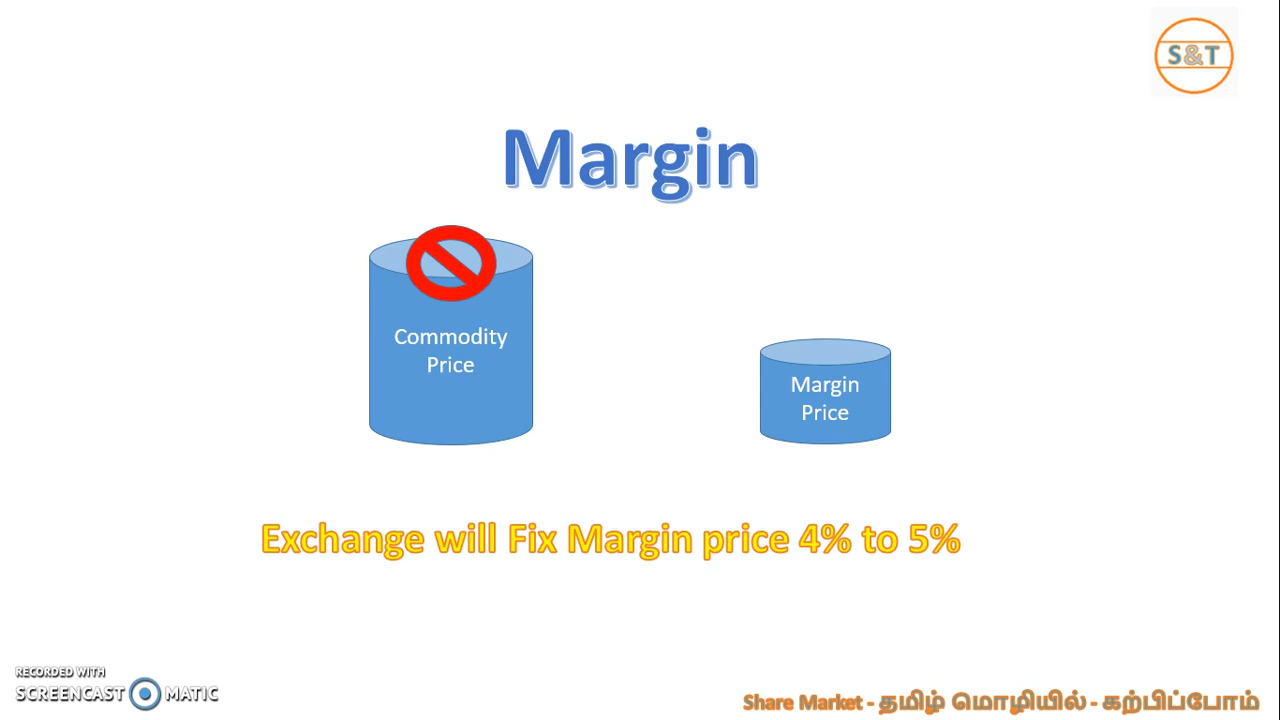 S&T
Margin
Commodity
Price
Margin
Price
Exchange will Fix Margin price 4% to 5%
RECORDED WITH
SCREENCAST MATIC
Share Market - தமிழ் மொழியில் - கற்பிப்போம்